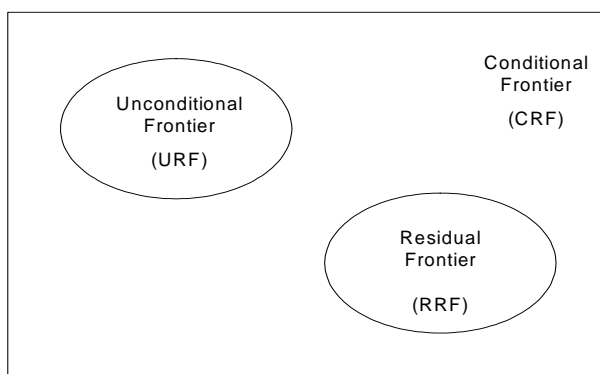 Unconditional
Frontier
(URF)
Conditional
Frontier
(CRF)
Residual
Frontier
(RRF)